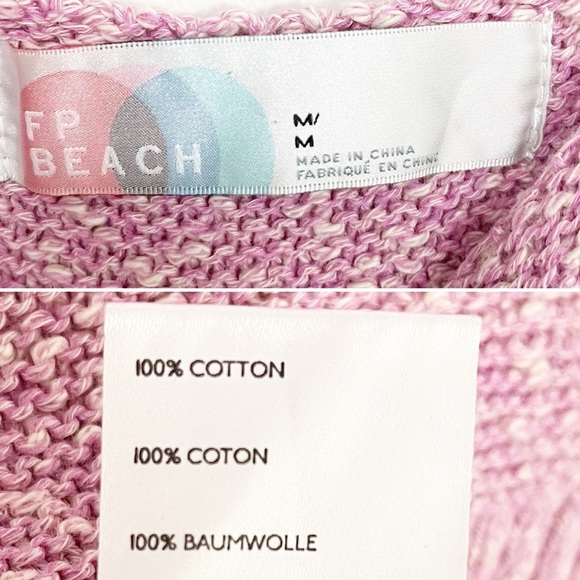 FP
BEACH
M/
M
MADE IN CHINA
FABRIQUÉ EN CHINE
100% COTTON
100% COTON
100% BAUMWOLLE